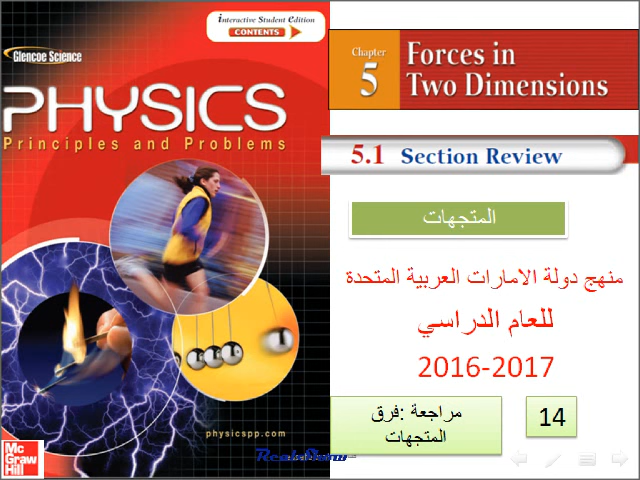 interactive Student Edition
CONTENTS
Glencoe Science
PHYSICS
Principles and Problems
physicspp.com
Mc
Graw
Hill
Chapter
5
Forces in
Two Dimensions
5.1 Section Review
المتجهات
منهج دولة الامارات العربية المتحدة
للعام الدراسي
2016-2017
مراجعة :فرق
المتجهات
14